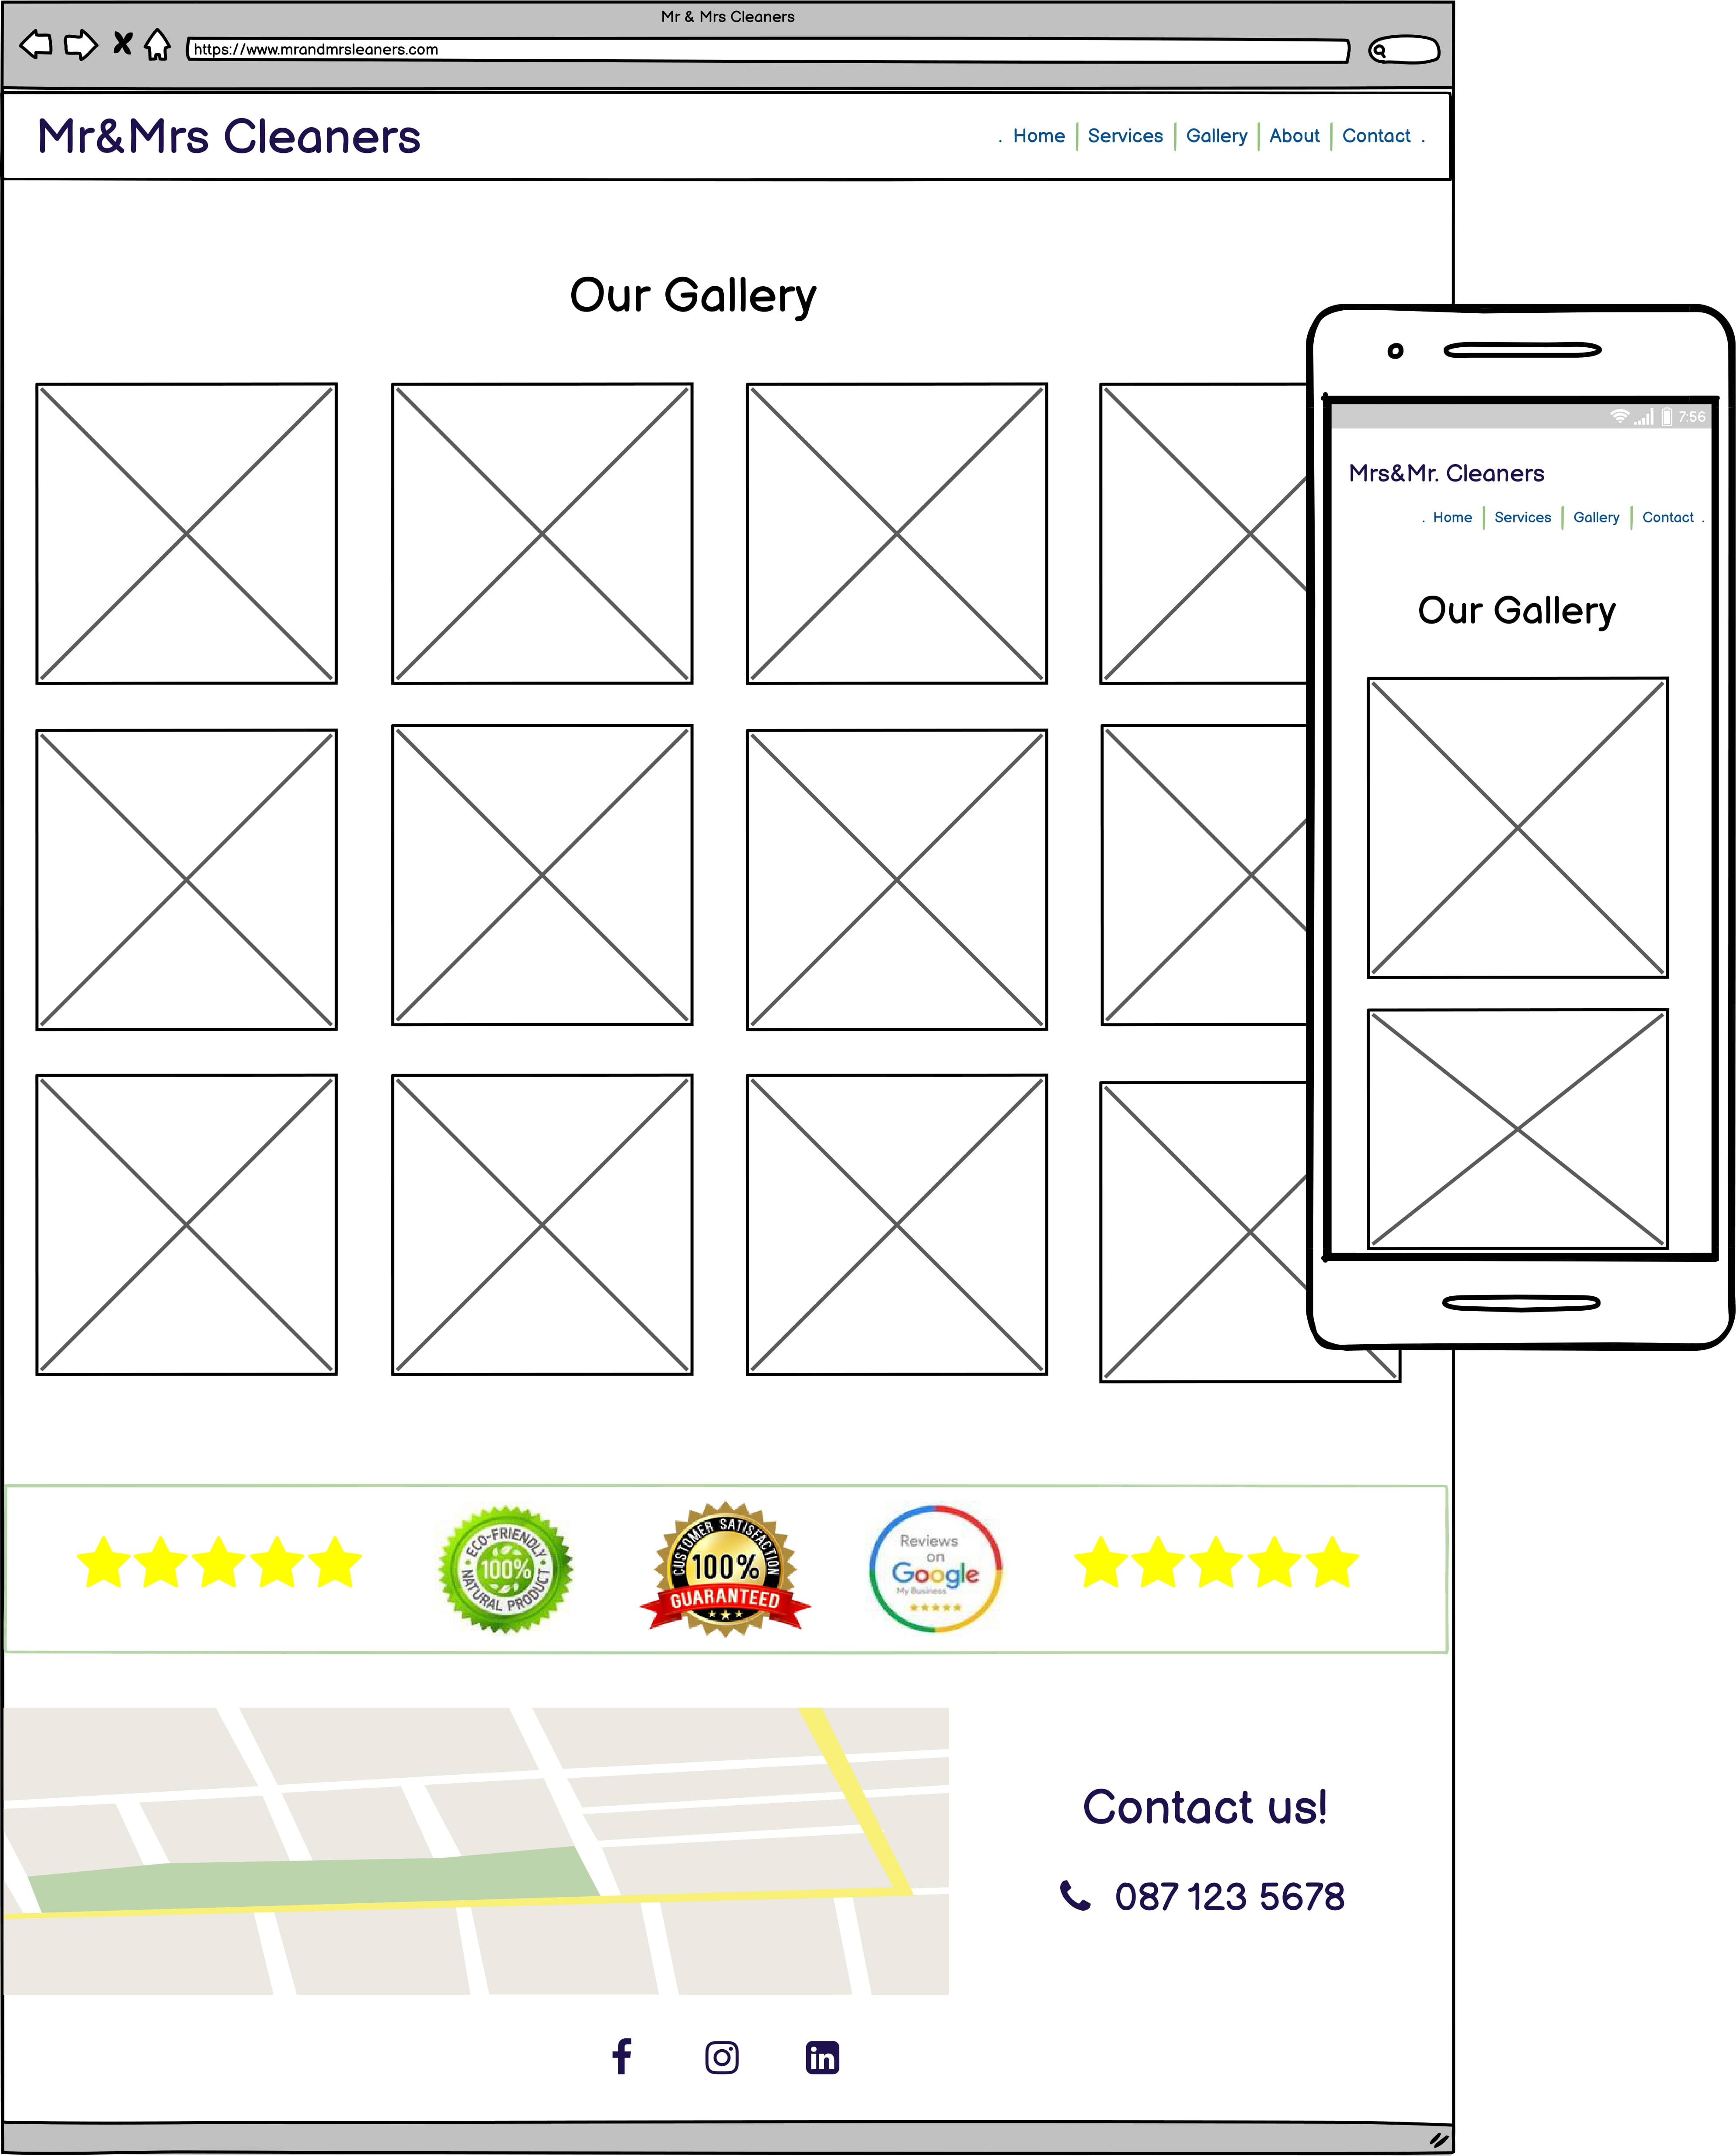 Mr & Mrs Cleaners
https://www.mrandmrsleaners.com
Mr&Mrs Cleaners
. Home | Services | Gallery | About | Contact .
Our Gallery
7:56
Mrs&Mr. Cleaners
. Home | Services | Gallery | Contact .
Our Gallery
ECO-FRIENDLY
100%
NATURAL PRODUCT
CUSTOMER SATISFACTION
100%
GUARANTEED
Reviews
on
Google
My Business
Contact us!
087 123 5678